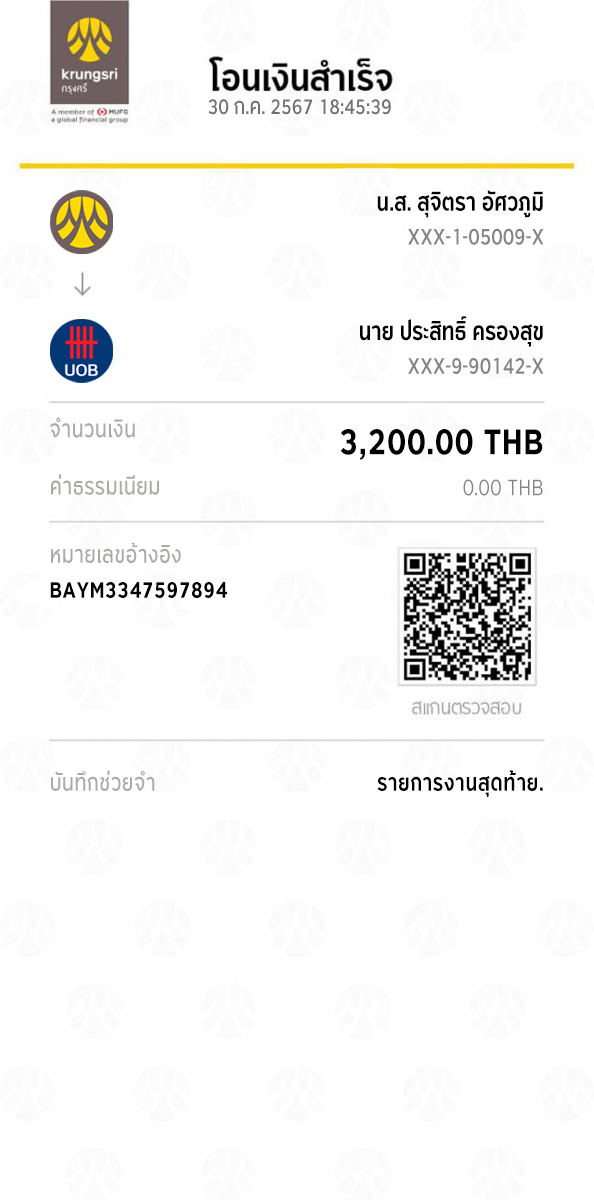 krungsri
กรุงศรี
A member of MUFG
a global financial group
โอนเงินสำเร็จ
30 ก.ค. 2567 18:45:39
น.ส. สุจิตรา อัศวภูมิ
XXX-1-05009-X
UOB
นาย ประสิทธิ์ ครองสุข
XXX-9-90142-X
จำนวนเงิน
3,200.00 THB
ค่าธรรมเนียม
0.00 THB
หมายเลขอ้างอิง
BAYM3347597894
สแกนตรวจสอบ
บันทึกช่วยจำ
รายการงานสุดท้าย.